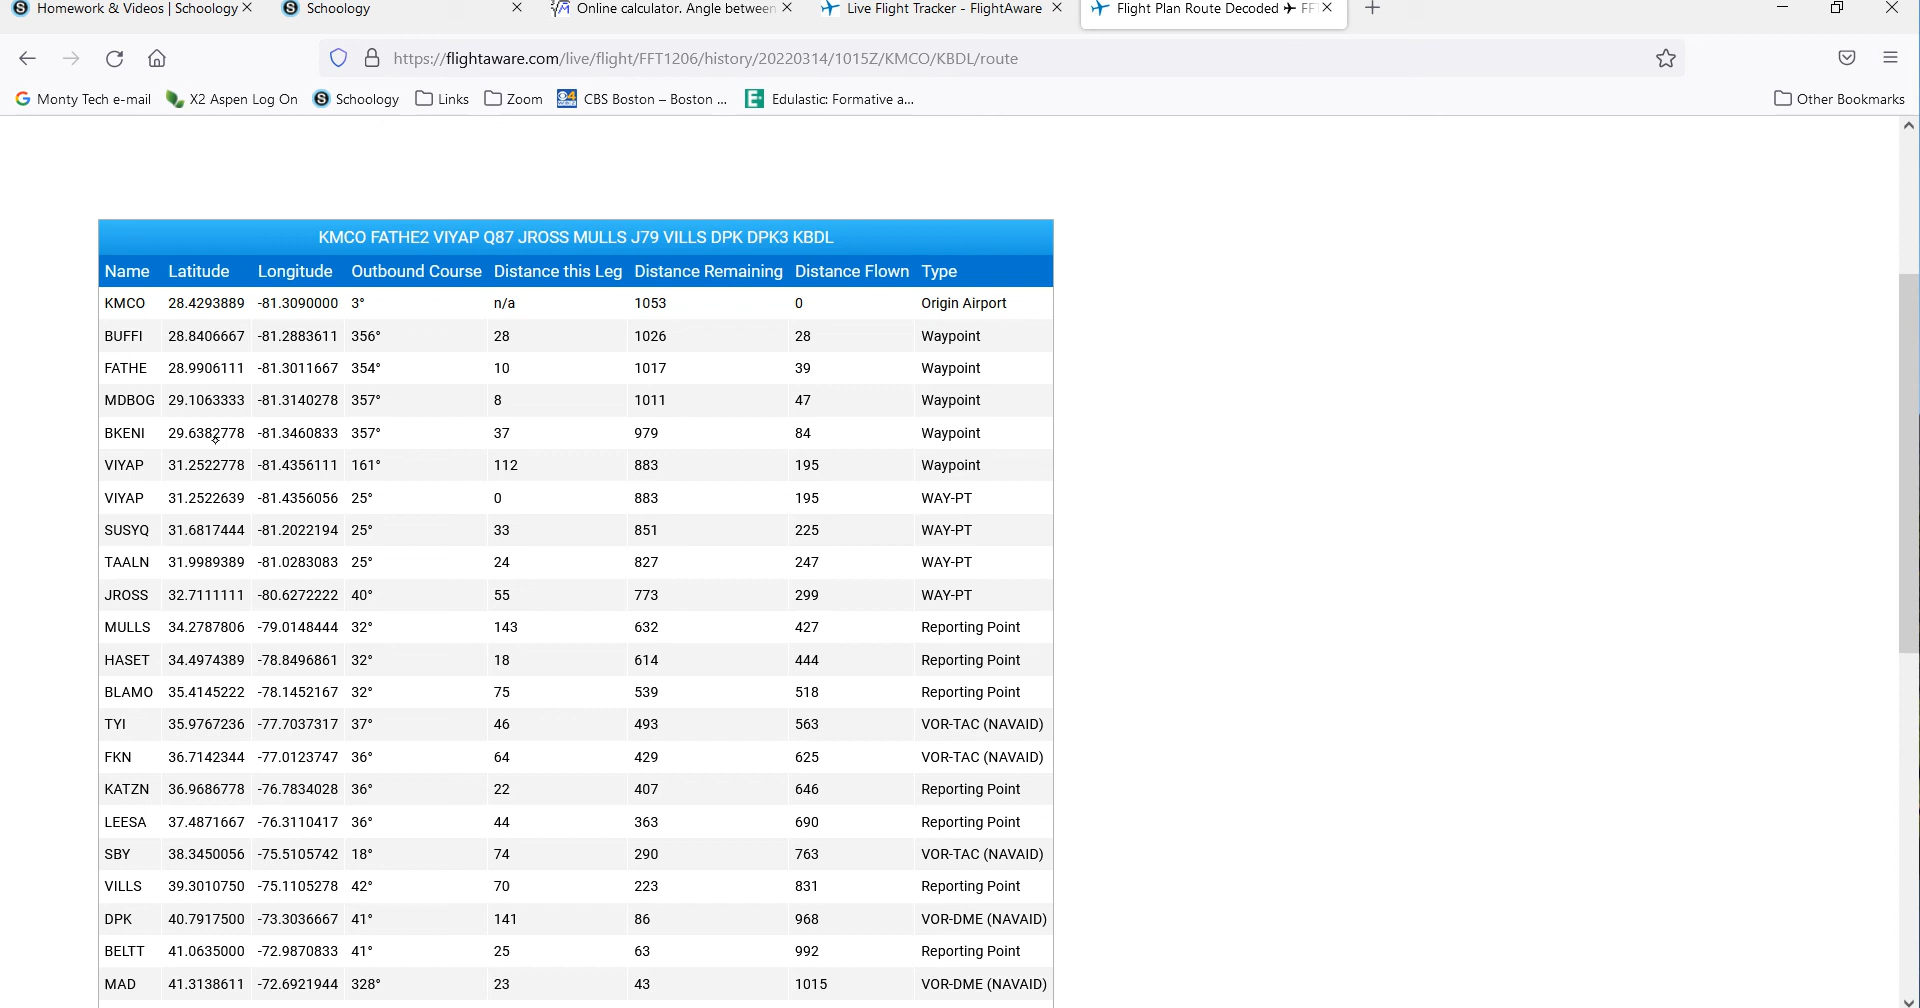 Homework & Videos | Schoology
Schoology
Online calculator. Angle between
Live Flight Tracker - FlightAware
Flight Plan Route Decoded ✈ FF
https://flightaware.com/live/flight/FFT1206/history/20220314/1015Z/KMCO/KBDL/route
Monty Tech e-mail X2 Aspen Log On Schoology Links Zoom CBS Boston – Boston ... Edulastic: Formative a... Other Bookmarks
KMCO FATHE2 VIYAP Q87 JROSS MULLS J79 VILLS DPK DPK3 KBDL
Name Latitude Longitude Outbound Course Distance this Leg Distance Remaining Distance Flown Type
KMCO 28.4293889 -81.3090000 3° n/a 1053 0 Origin Airport
BUFFI 28.8406667 -81.2883611 356° 28 1026 28 Waypoint
FATHE 28.9906111 -81.3011667 354° 10 1017 39 Waypoint
MDBOG 29.1063333 -81.3140278 357° 8 1011 47 Waypoint
BKENI 29.6382778 -81.3460833 357° 37 979 84 Waypoint
VIYAP 31.2522778 -81.4356111 161° 112 883 195 Waypoint
VIYAP 31.2522639 -81.4356056 25° 0 883 195 WAY-PT
SUSYQ 31.6817444 -81.2022194 25° 33 851 225 WAY-PT
TAALN 31.9989389 -81.0283083 25° 24 827 247 WAY-PT
JROSS 32.7111111 -80.6272222 40° 55 773 299 WAY-PT
MULLS 34.2787806 -79.0148444 32° 143 632 427 Reporting Point
HASET 34.4974389 -78.8496861 32° 18 614 444 Reporting Point
BLAMO 35.4145222 -78.1452167 32° 75 539 518 Reporting Point
TYI 35.9767236 -77.7037317 37° 46 493 563 VOR-TAC (NAVAID)
FKN 36.7142344 -77.0123747 36° 64 429 625 VOR-TAC (NAVAID)
KATZN 36.9686778 -76.7834028 36° 22 407 646 Reporting Point
LEESA 37.4871667 -76.3110417 36° 44 363 690 Reporting Point
SBY 38.3450056 -75.5105742 18° 74 290 763 VOR-TAC (NAVAID)
VILLS 39.3010750 -75.1105278 42° 70 223 831 Reporting Point
DPK 40.7917500 -73.3036667 41° 141 86 968 VOR-DME (NAVAID)
BELTT 41.0635000 -72.9870833 41° 25 63 992 Reporting Point
MAD 41.3138611 -72.6921944 328° 23 43 1015 VOR-DME (NAVAID)